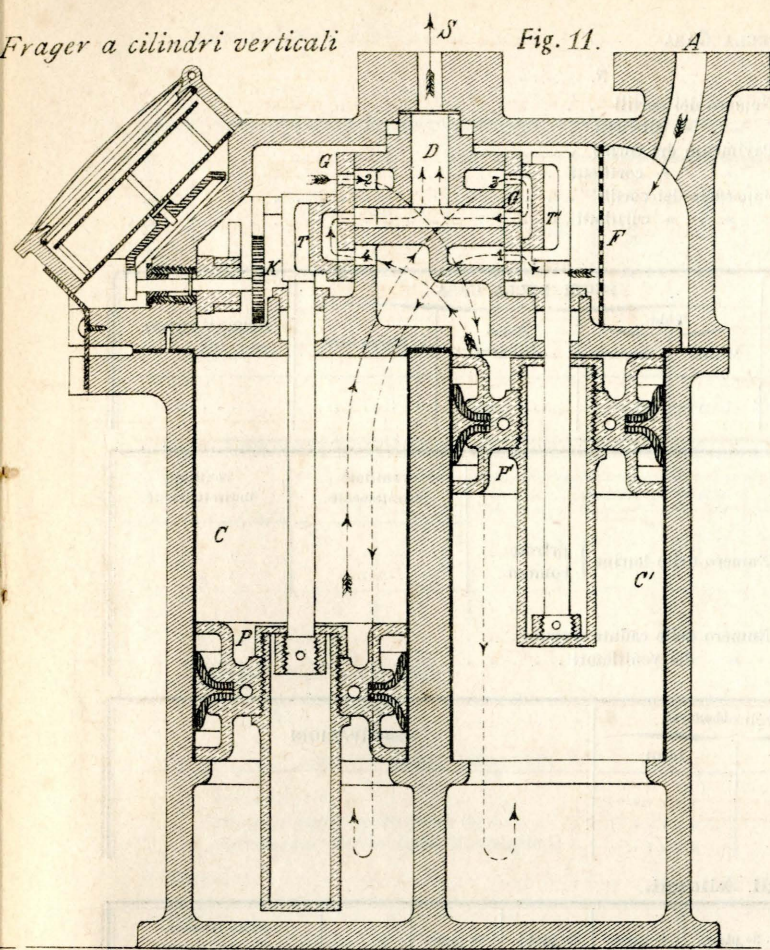 Frager a cilindri verticali
Fig. 11.
S
A
G
D
2
3
G
T
T'
F
K
4
1
P'
C
C'
P